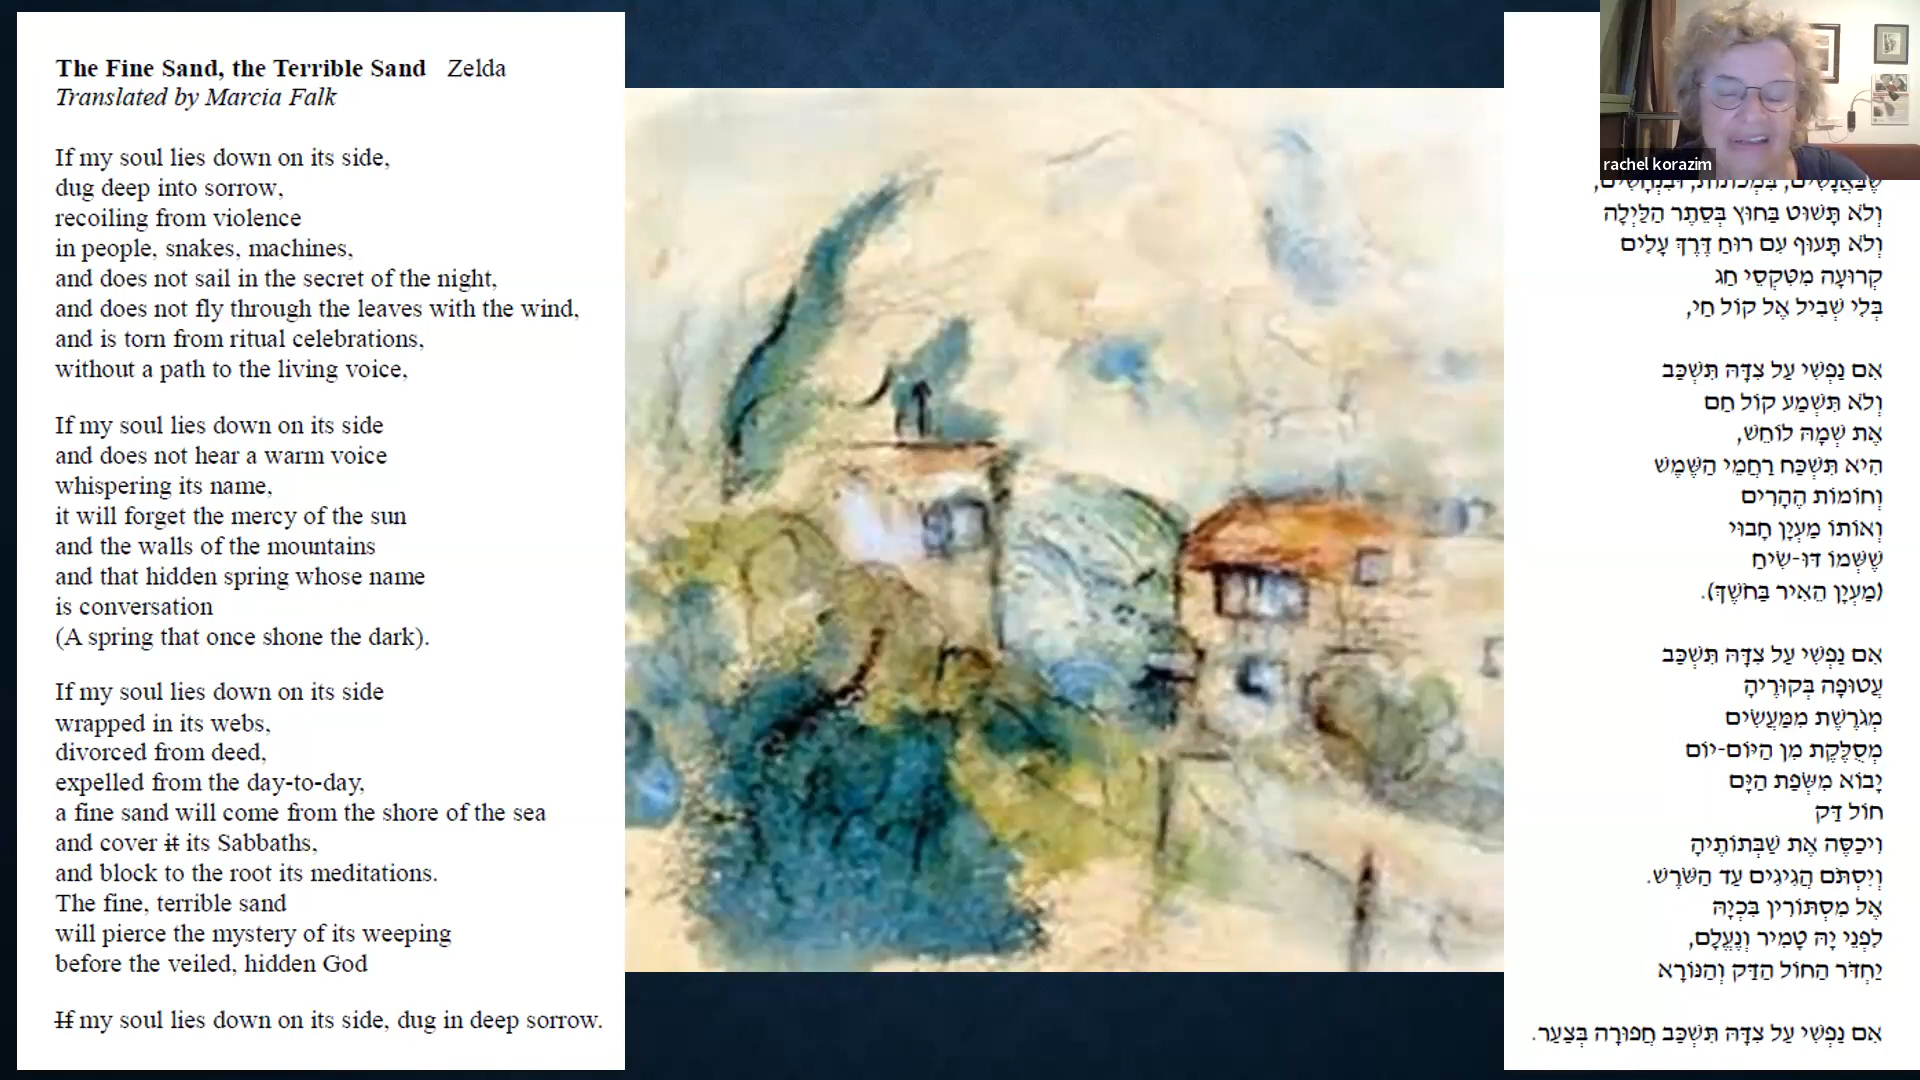 The Fine Sand, the Terrible Sand Zelda
Translated by Marcia Falk
If my soul lies down on its side,
dug deep into sorrow,
recoiling from violence
in people, snakes, machines,
and does not sail in the secret of the night,
and does not fly through the leaves with the wind,
and is torn from ritual celebrations,
without a path to the living voice,
If my soul lies down on its side
and does not hear a warm voice
whispering its name,
it will forget the mercy of the sun
and the walls of the mountains
and that hidden spring whose name
is conversation
(A spring that once shone the dark).
If my soul lies down on its side
wrapped in its webs,
divorced from deed,
expelled from the day-to-day,
a fine sand will come from the shore of the sea
and cover it its Sabbaths,
and block to the root its meditations.
The fine, terrible sand
will pierce the mystery of its weeping
before the veiled, hidden God
If my soul lies down on its side, dug in deep sorrow.
rachel korazim
וְלֹא תָּשׁוּט בַּחוּץ בְּסֵתֶר הַלַּיְלָה
וְלֹא תָּעוּף עִם רוּחַ דֶּרֶךְ עָלִים
קְרוּעָה מִטִּקְסֵי חַג
בְּלִי שְׁבִיל אֶל קוֹל חַי,
אִם נַפְשִׁי עַל צִדָּהּ תִּשְׁכַּב
וְלֹא תִּשְׁמַע קוֹל חַם
אֶת שְׁמָהּ לוֹחֵשׁ,
הִיא תִּשְׁכַּח רַחֲמֵי הַשֶּׁמֶשׁ
וְחוֹמוֹת הֶהָרִים
וְאוֹתוֹ מַעְיָן חָבוּי
שֶׁשְּׁמוֹ דּוּ-שִׂיחַ
(מַעְיָן הֵאִיר בַּחֹשֶׁךְ).
אִם נַפְשִׁי עַל צִדָּהּ תִּשְׁכַּב
עֲטוּפָה בְּקוּרֶיהָ
מְגֹרֶשֶׁת מִמַּעֲשִׂים
מְסֻלֶּקֶת מִן הַיּוֹם-יוֹם
יָבוֹא מִשְּׂפַת הַיָּם
חוֹל דַּק
וִיכַסֶּה אֶת שַׁבְּתוֹתֶיהָ
וְיִסְתֹּם הֲגִיגִים עַד הַשֹּׁרֶשׁ.
אֶל מִסְתּוֹרִין בִּכְיָהּ
לִפְנֵי יָהּ טָמִיר וְנֶעֱלָם,
יַחְדֹּר הַחוֹל הַדַּק וְהַנּוֹרָא
אִם נַפְשִׁי עַל צִדָּהּ תִּשְׁכַּב חֲפוּרָה בְּצַעַר.